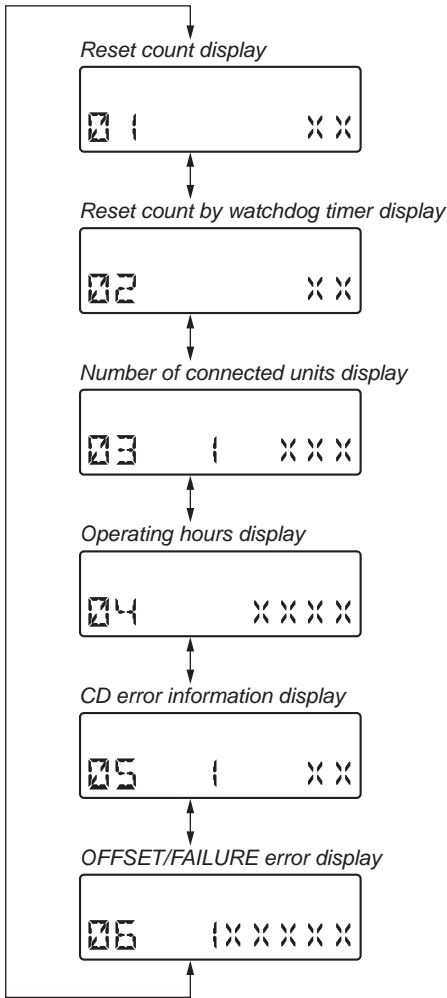 Reset count display
01 XX
Reset count by watchdog timer display
02 XX
Number of connected units display
03 1 XXX
Operating hours display
04 XXXX
CD error information display
05 1 XX
OFFSET/FAILURE error display
06 1XXXXX